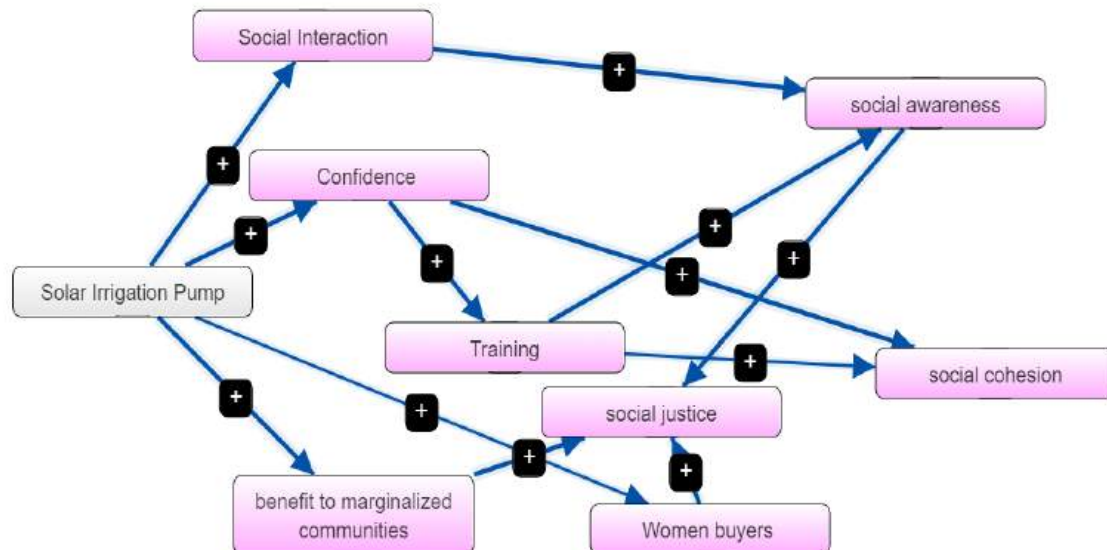 Social Interaction
+
social awareness
+
Confidence
+
+
+
+
+
Solar Irrigation Pump
Training
+
social cohesion
+
+
social justice
+
+
benefit to marginalized
communities
Women buyers